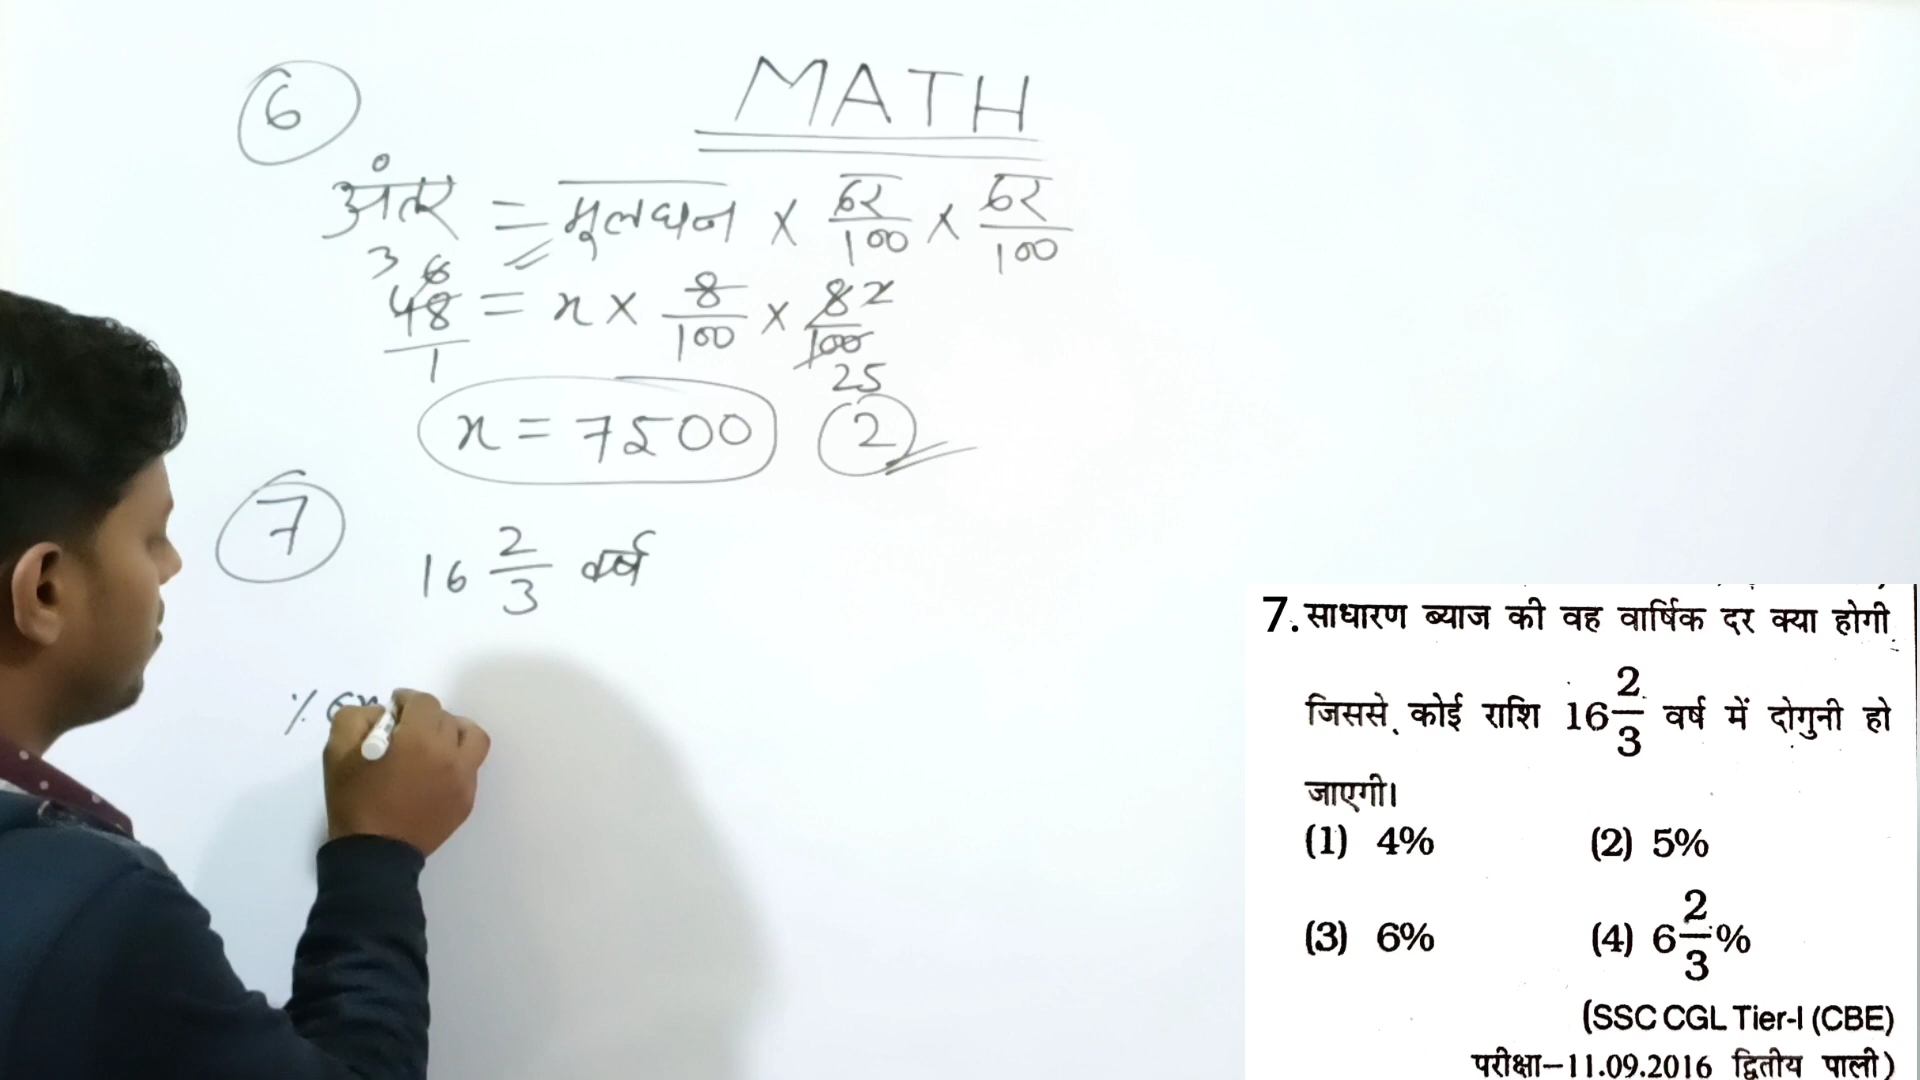 MATH
6
अंतर = मूलधन × दर/100 × दर/100
3 6
48/1 = x × 8/100 × 8/100 2
25
x = 7500 2
7
16 2/3 वर्ष
%
7. साधारण ब्याज की वह वार्षिक दर क्या होगी
जिससे कोई राशि 16 2/3 वर्ष में दोगुनी हो
जाएगी।
(1) 4% (2) 5%
(3) 6% (4) 6 2/3 %
(SSC CGL Tier-I (CBE)
परीक्षा–11.09.2016 द्वितीय पाली)